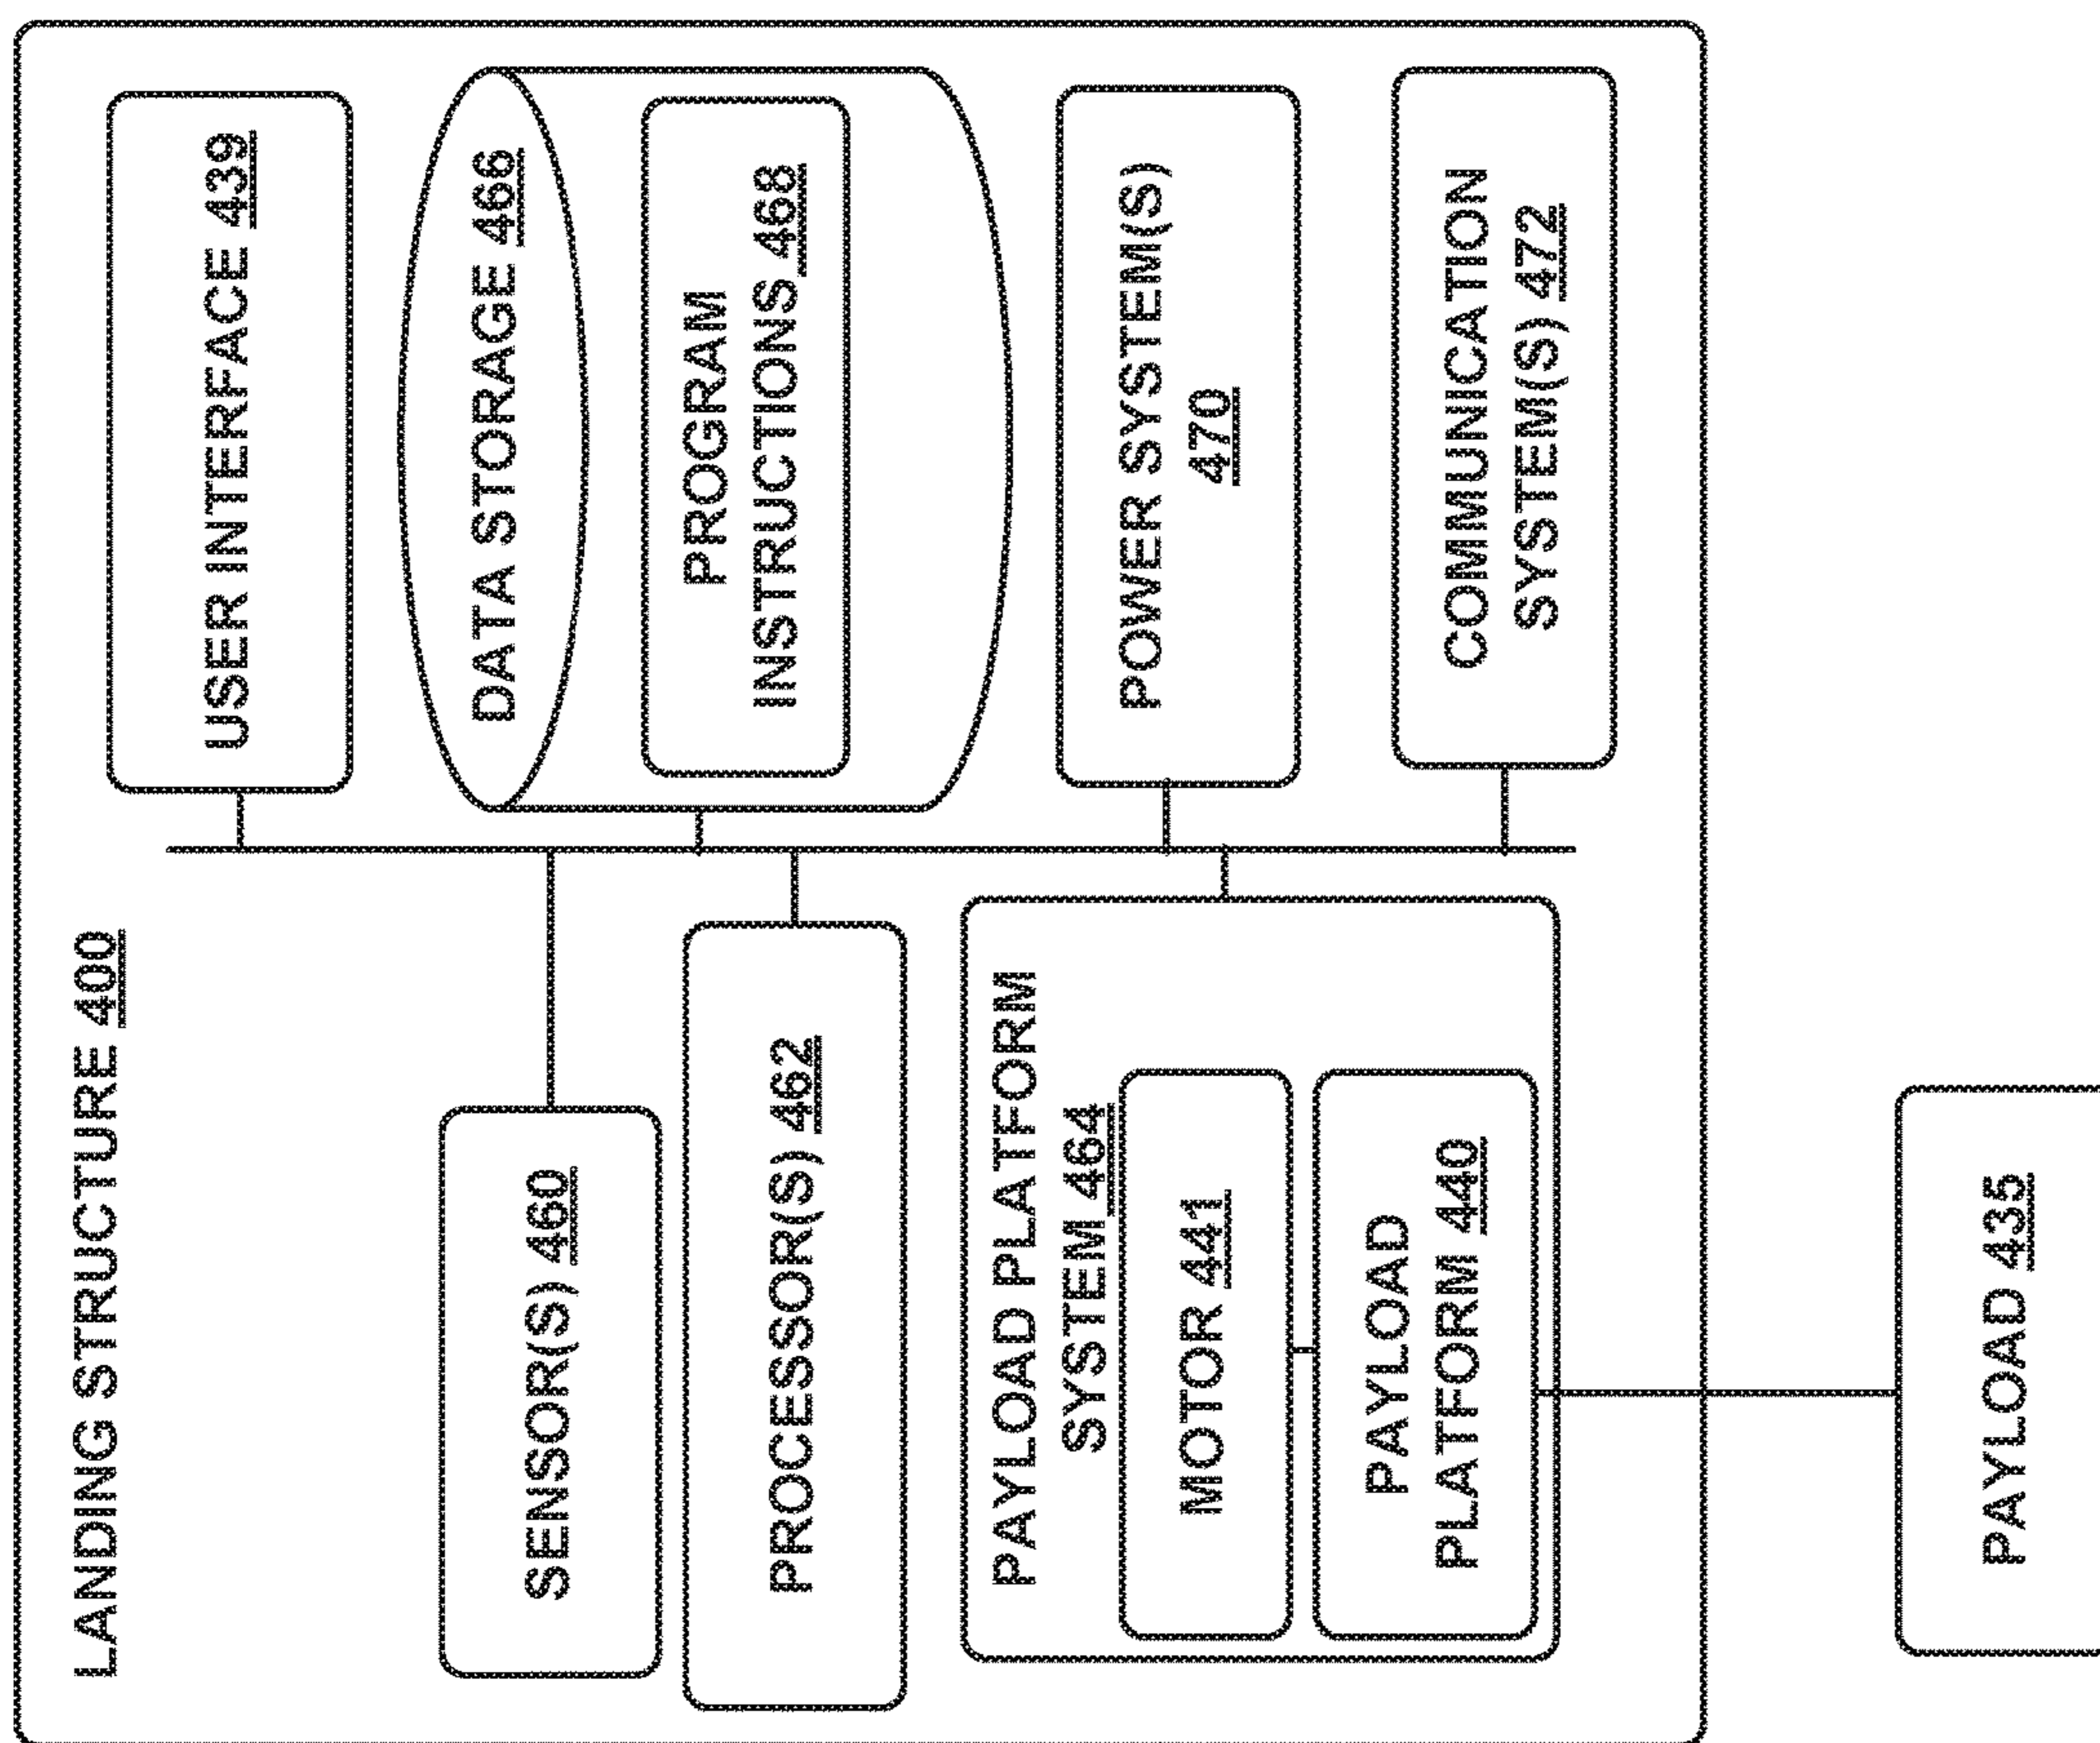 LANDING STRUCTURE 400
SENSOR(S) 460
PROCESSOR(S) 462
PAYLOAD PLATFORM
SYSTEM 464
MOTOR 441
PAYLOAD
PLATFORM 440
PAYLOAD 435
USER INTERFACE 439
DATA STORAGE 466
PROGRAM
INSTRUCTIONS 468
POWER SYSTEM(S)
470
COMMUNICATION
SYSTEM(S) 472